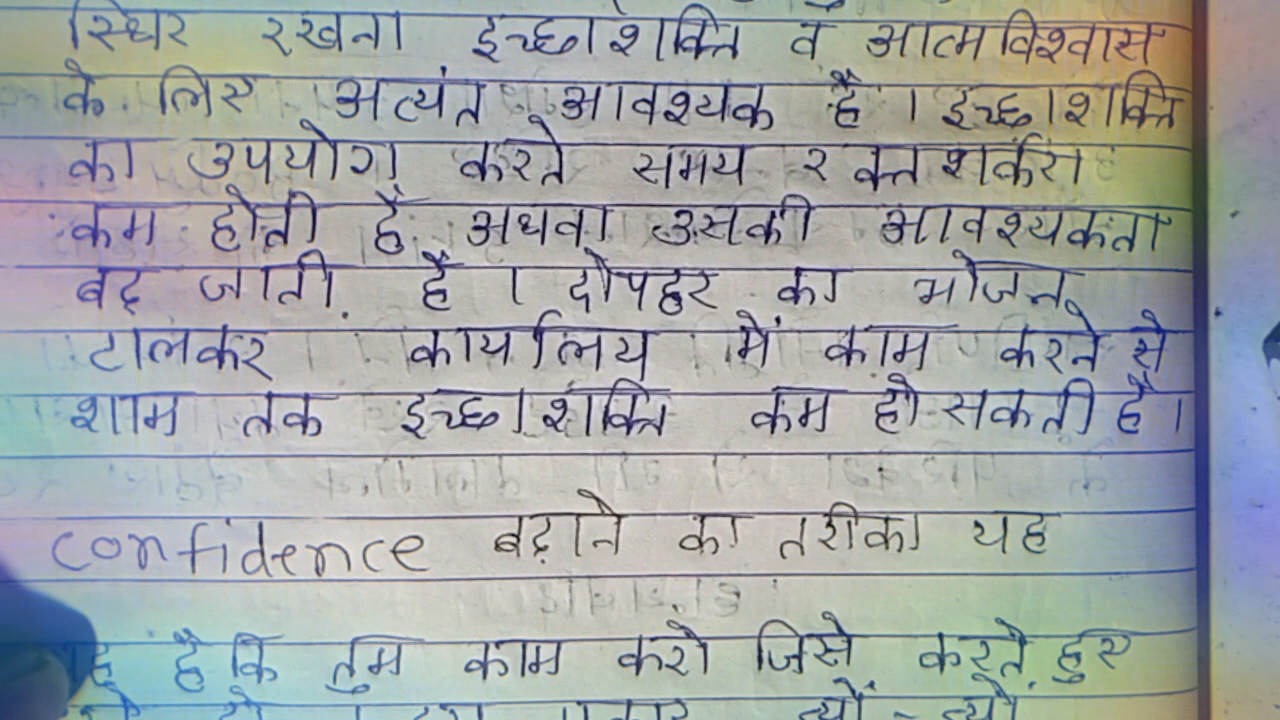 स्थिर रखना इच्छाशक्ति व आत्मविश्वास
के लिए अत्यंत आवश्यक है । इच्छाशक्ति
का उपयोग करते समय रक्तशर्करा
कम होती है अथवा उसकी आवश्यकता
बढ़ जाती है । दोपहर का भोजन
टालकर कार्यालय में काम करने से
शाम तक इच्छाशक्ति कम हो सकती है ।
confidence बढ़ाने का तरीका यह
है कि तुम काम करो जिसे करते हुए